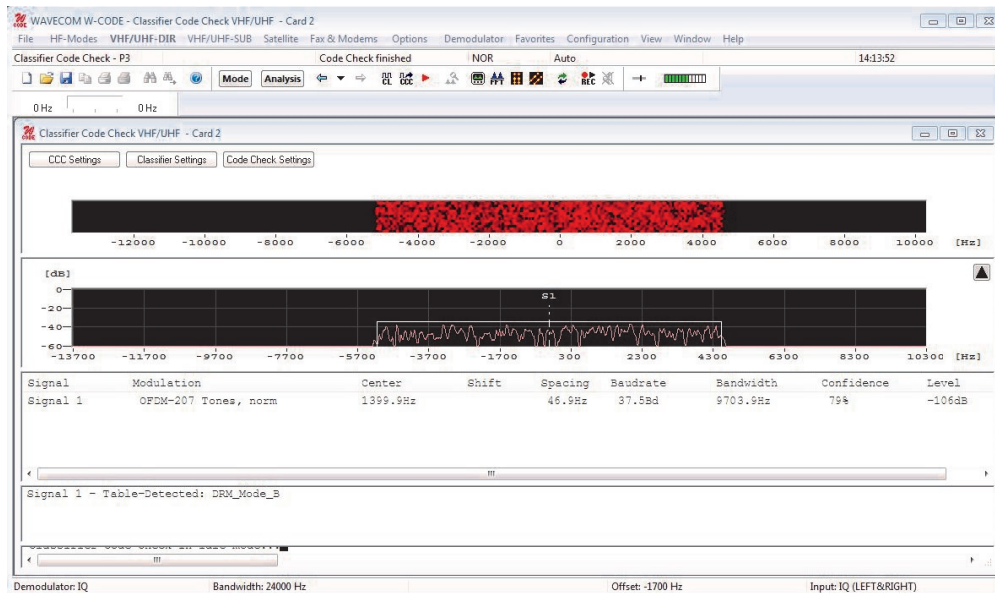 WAVECOM W-CODE - Classifier Code Check VHF/UHF - Card 2
File HF-Modes VHF/UHF-DIR VHF/UHF-SUB Satellite Fax & Modems Options Demodulator Favorites Configuration View Window Help
Classifier Code Check - P3 Code Check finished NOR Auto 14:13:52
Mode Analysis CL CCC REC
0 Hz 0 Hz
W CODE Classifier Code Check VHF/UHF - Card 2
CCC Settings Classifier Settings Code Check Settings
-12000 -10000 -8000 -6000 -4000 -2000 0 2000 4000 6000 8000 10000 [Hz]
[dB]
0
S1
-20
-40
-60
-13700 -11700 -9700 -7700 -5700 -3700 -1700 300 2300 4300 6300 8300 10300 [Hz]
Signal Modulation Center Shift Spacing Baudrate Bandwidth Confidence Level
Signal 1 OFDM-207 Tones, norm 1399.9Hz 46.9Hz 37.5Bd 9703.9Hz 79% -106dB
Signal 1 - Table-Detected: DRM_Mode_B
Demodulator: IQ Bandwidth: 24000 Hz Offset: -1700 Hz Input: IQ (LEFT&RIGHT)